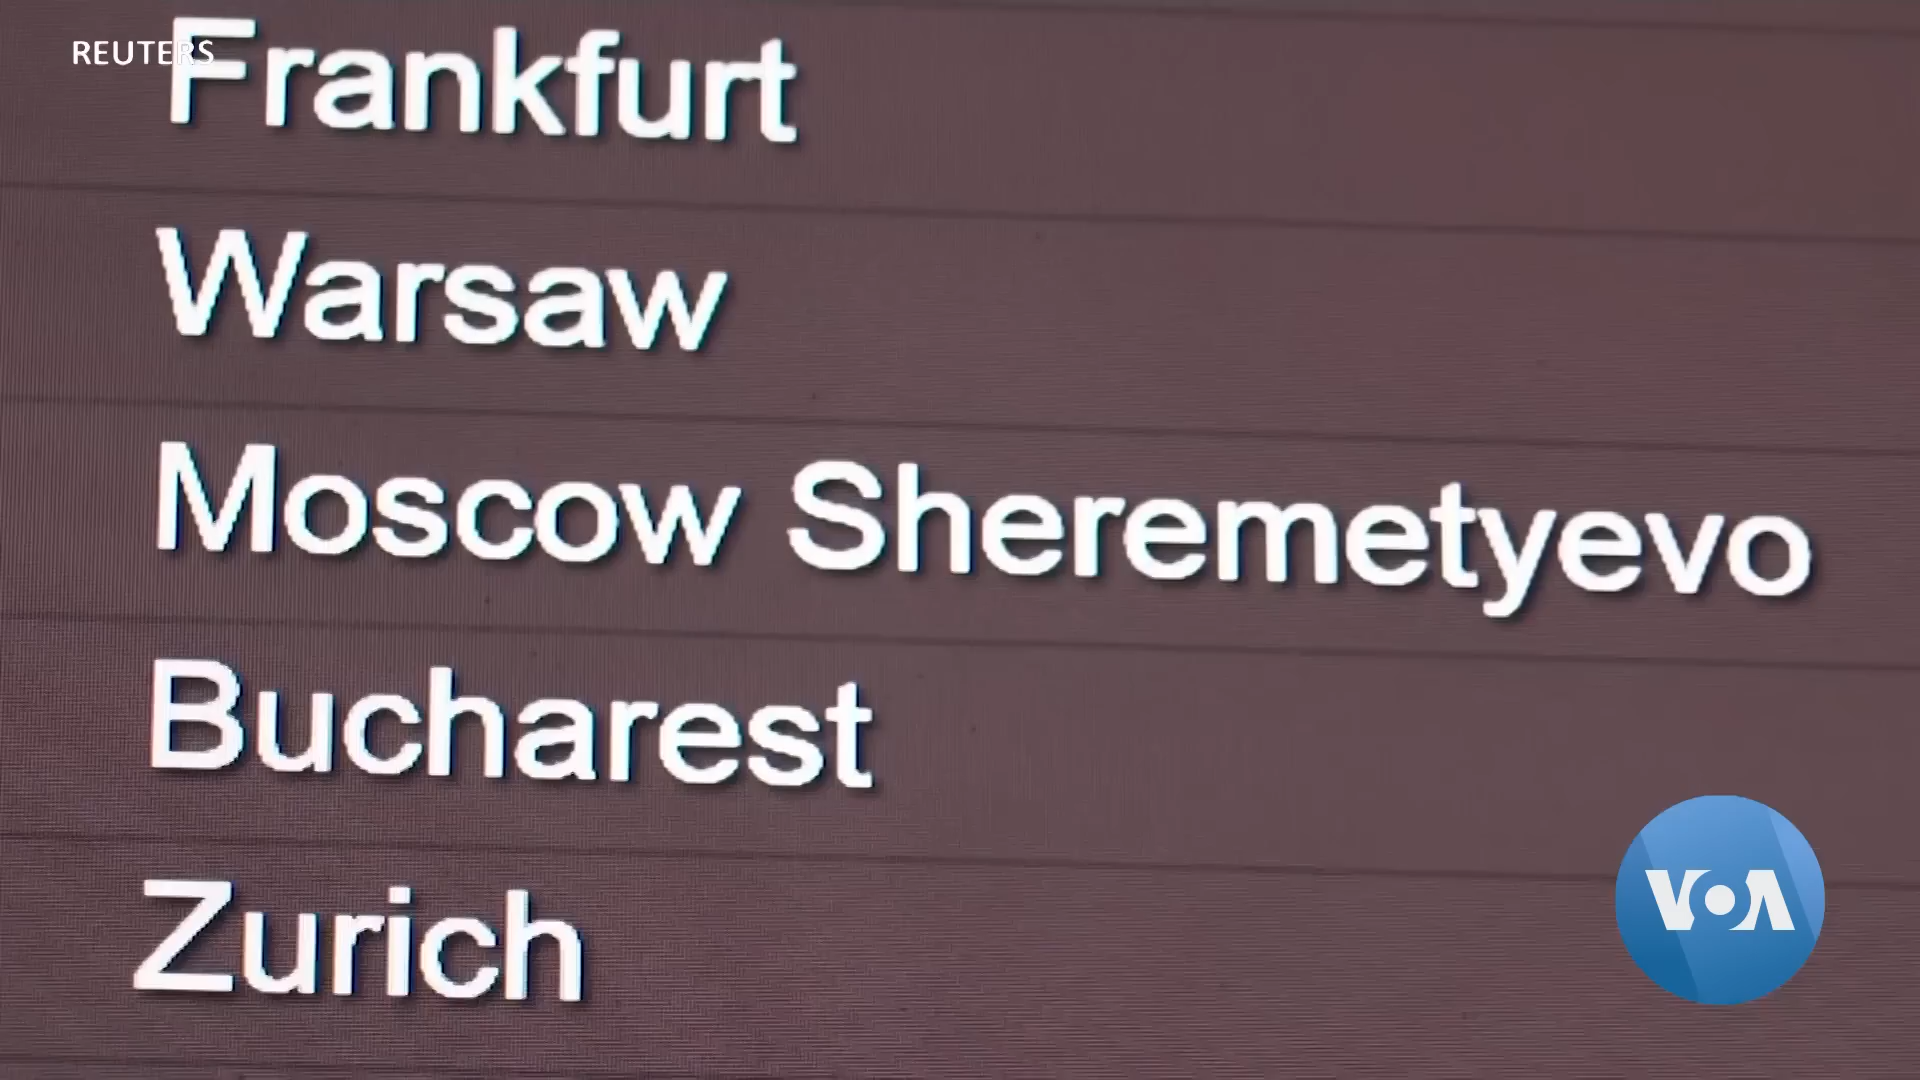 REUTERS
Frankfurt
Warsaw
Moscow Sheremetyevo
Bucharest
Zurich
VOA